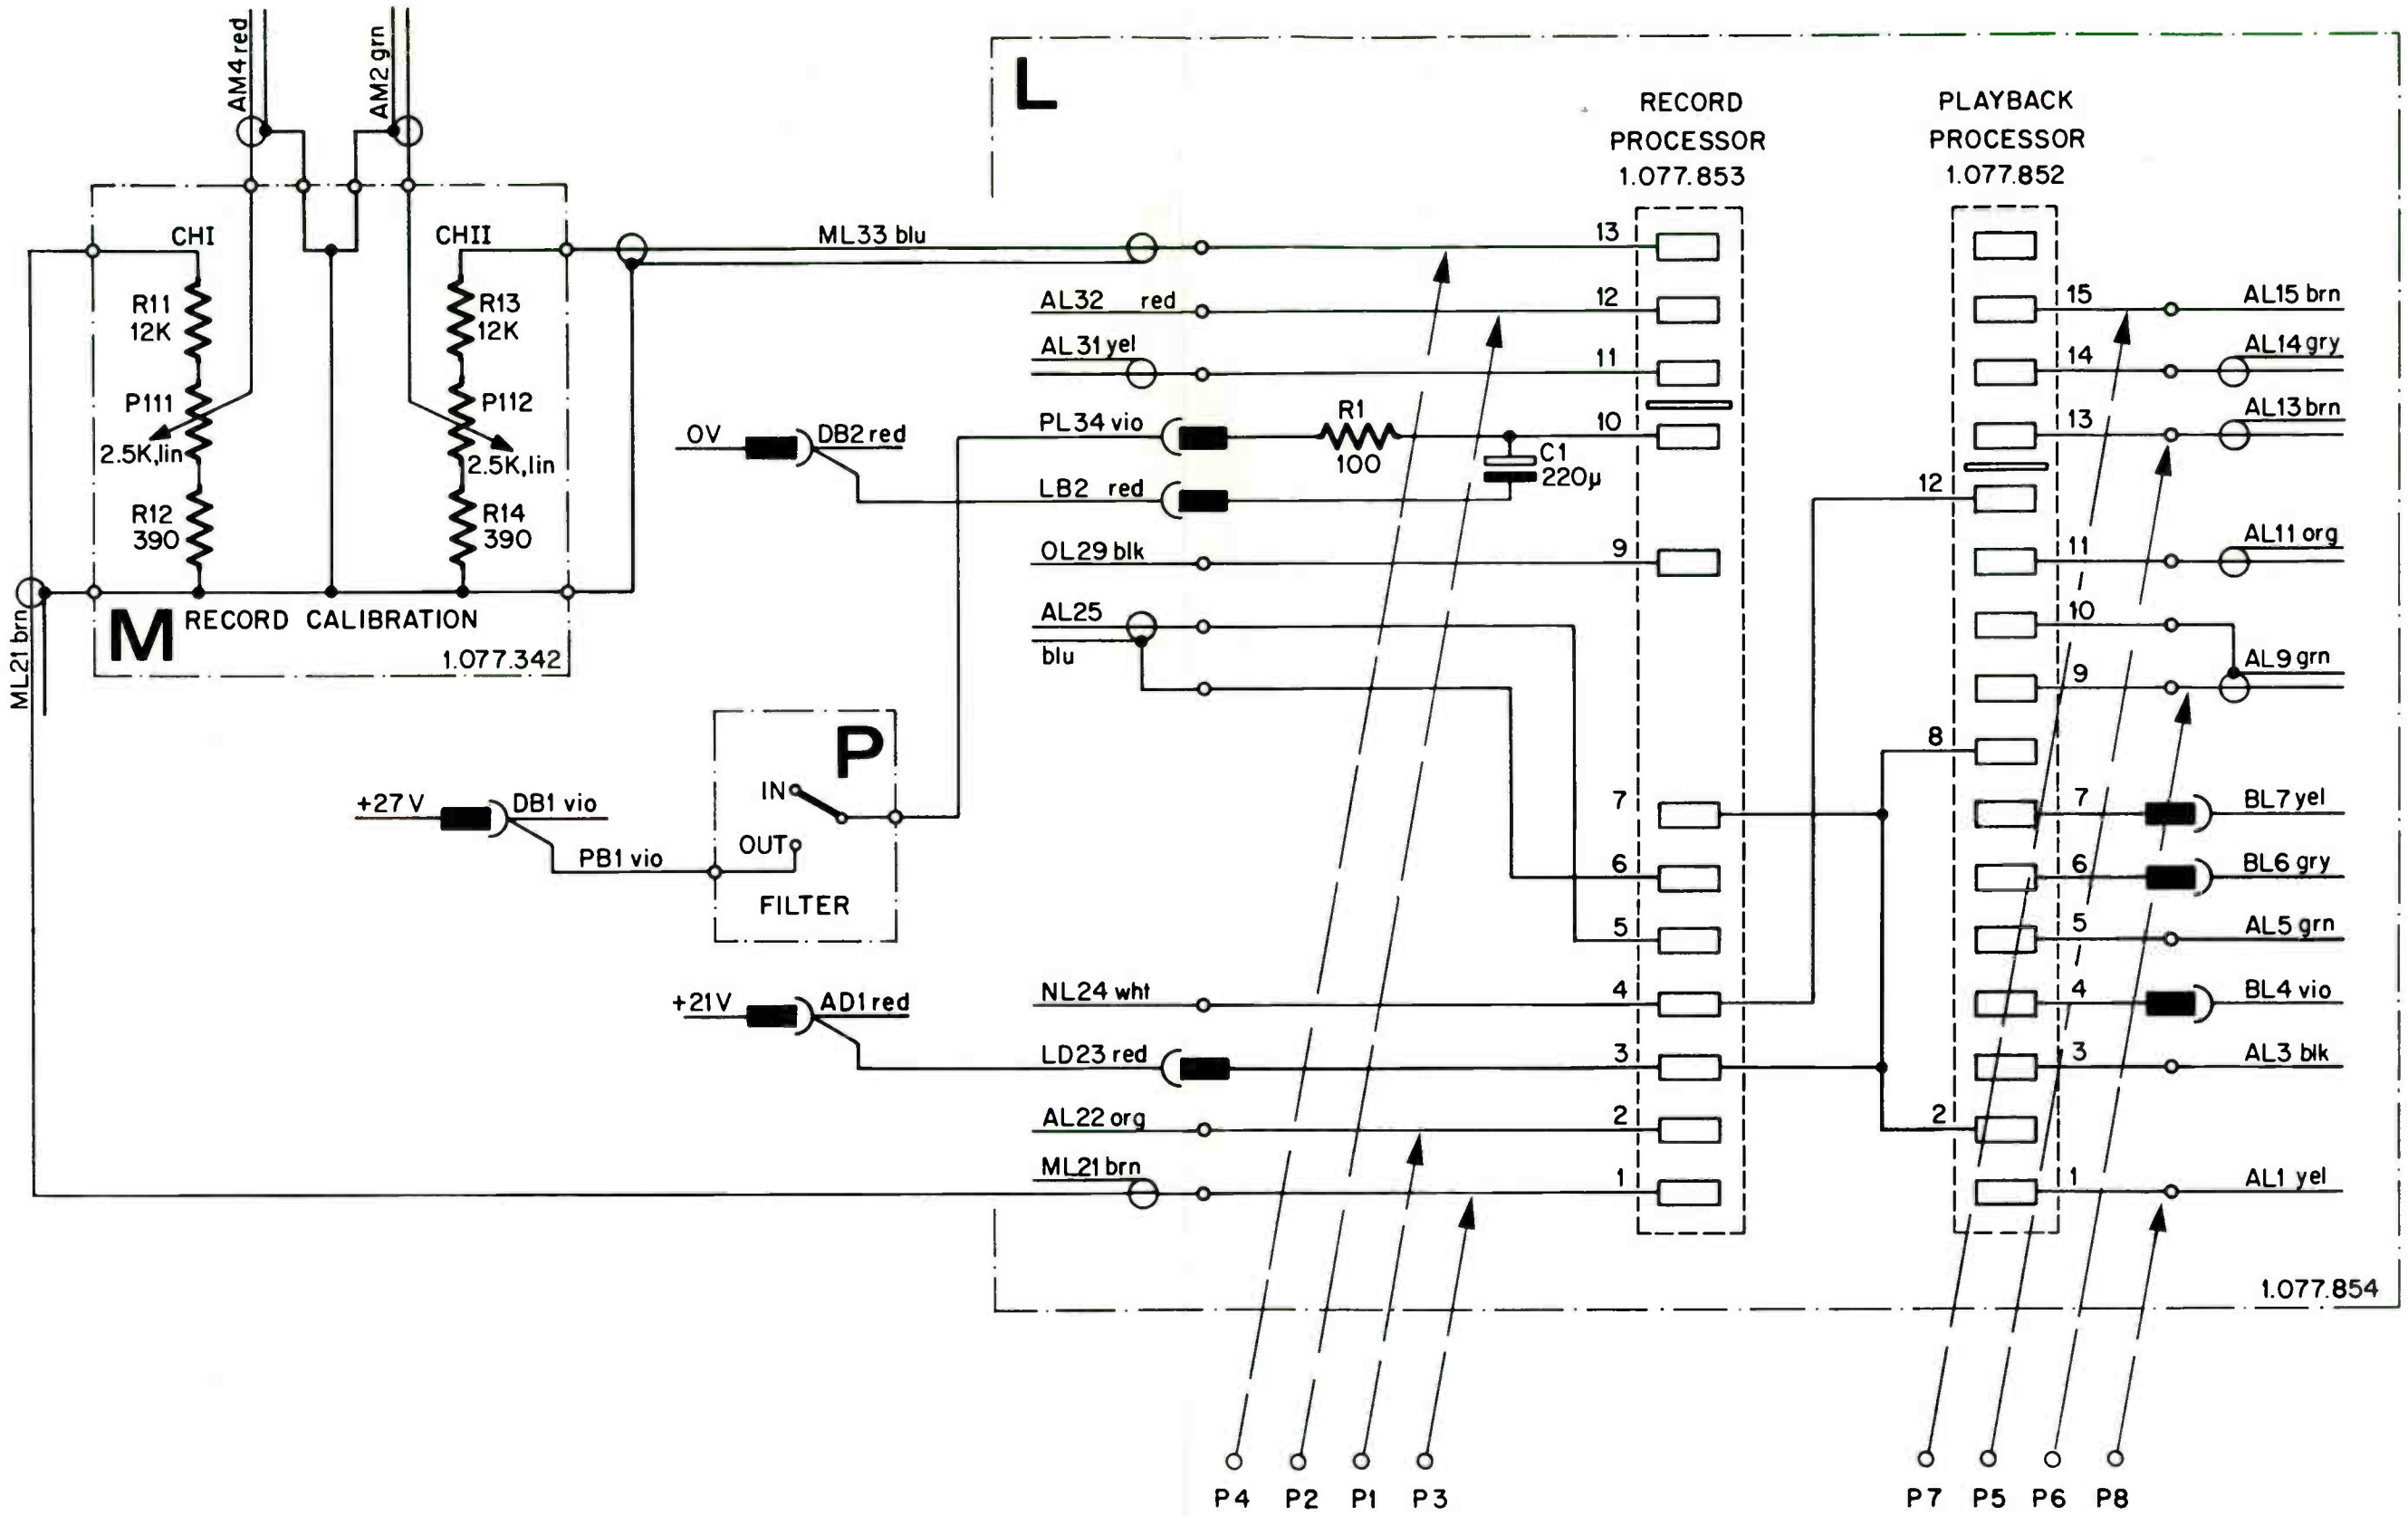 AM4 red
AM2 grn
L
RECORD
PROCESSOR
1.077.853
PLAYBACK
PROCESSOR
1.077.852
CHI
CHII
R11
12K
P111
2.5K,lin
R12
390
R13
12K
P112
2.5K,lin
R14
390
M
RECORD CALIBRATION
1.077.342
ML21 brn
ML33 blu
13
AL32 red
12
AL31 yel
11
0V
DB2 red
PL34 vio
R1
100
10
C1
220µ
LB2 red
OL29 blk
9
AL25
blu
P
IN
OUT
FILTER
+27V
DB1 vio
PB1 vio
7
6
5
+21V
AD1 red
NL24 wht
4
LD23 red
3
AL22 org
2
ML21 brn
1
15
AL15 brn
14
AL14 gry
13
AL13 brn
12
11
AL11 org
10
9
AL9 grn
8
7
BL7 yel
6
BL6 gry
5
AL5 grn
4
BL4 vio
3
AL3 blk
2
1
AL1 yel
1.077.854
P4
P2
P1
P3
P7
P5
P6
P8